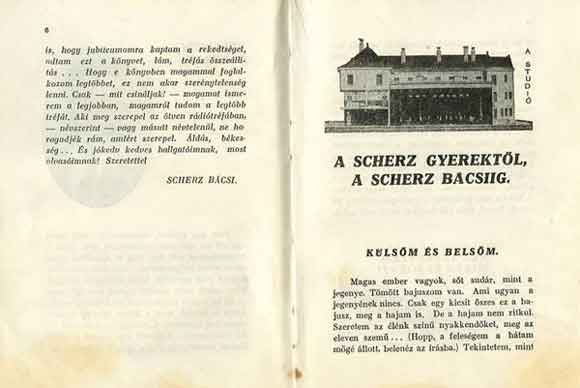 6
is, hogy jubileumomra kaptam a rekedtséget,
adtam ezt a könyvet, lám, tréfás összeálli-
tás . . . Hogy e könyvben magammal foglal-
kozom legtöbbet, ez nem akar szerénytelenség
lenni. Csak — mit csináljak! — magamat isme-
rem a legjobban, magamról tudom a legtöbb
tréfát. Aki meg szerepel az ötven rádiótréfában,
— névszerint — vagy másutt névtelenül, ne ha-
ragudjék rám, amiért szerepel. Áldás, békes-
ség . . . És jókedv kedves hallgatóimnak, most
olvasóimnak! Szeretettel
SCHERZ BÁCSI.
A STUDIÓ
A SCHERZ GYEREKTŐL,
A SCHERZ BACSIIG.
KÜLSŐM ÉS BELSŐM.
Magas ember vagyok, sőt sudár, mint a
jegenye. Tömött bajuszom van. Ami ugyan a
jegenyének nincs. Csak egy kicsit őszes ez a ba-
jusz, meg a hajam is. De a hajam nem ritkul.
Szeretem az élénk színű nyakkendőket, meg az
eleven szemű . . . (Hopp, a feleségem a hátam
mögé állott, belenéz az írásba.) Tekintetem, mint